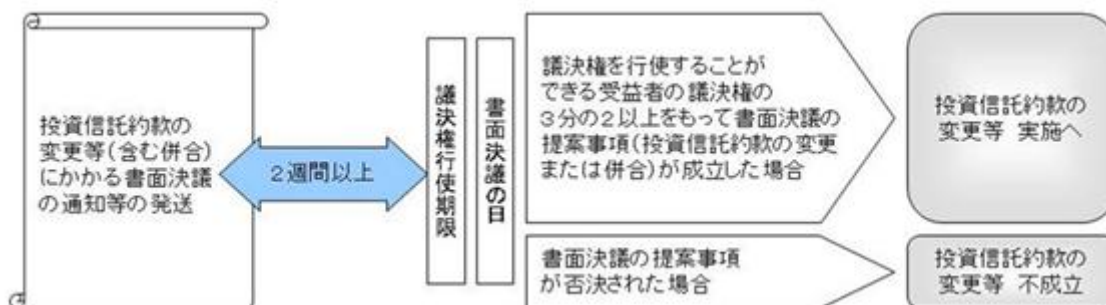 投資信託約款の
変更等(含む併合)
にかかる書面決議
の通知等の発送
2週間以上
議決権行使期限
書面決議の日
議決権を行使することが
できる受益者の議決権の
3分の2以上をもって書面決議の
提案事項(投資信託約款の変更
または併合)が成立した場合
投資信託約款の
変更等 実施へ
書面決議の提案事項
が否決された場合
投資信託約款の
変更等 不成立